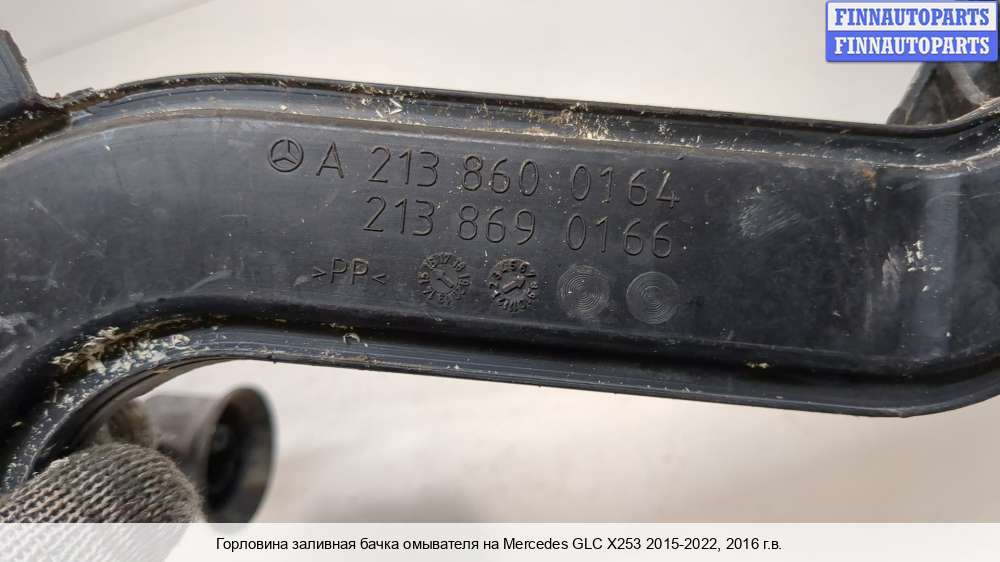 FINNAUTOPARTS
FINNAUTOPARTS
A 213 860 0164
213 869 0166
>PP<
Горловина заливная бачка омывателя на Mercedes GLC X253 2015-2022, 2016 г.в.